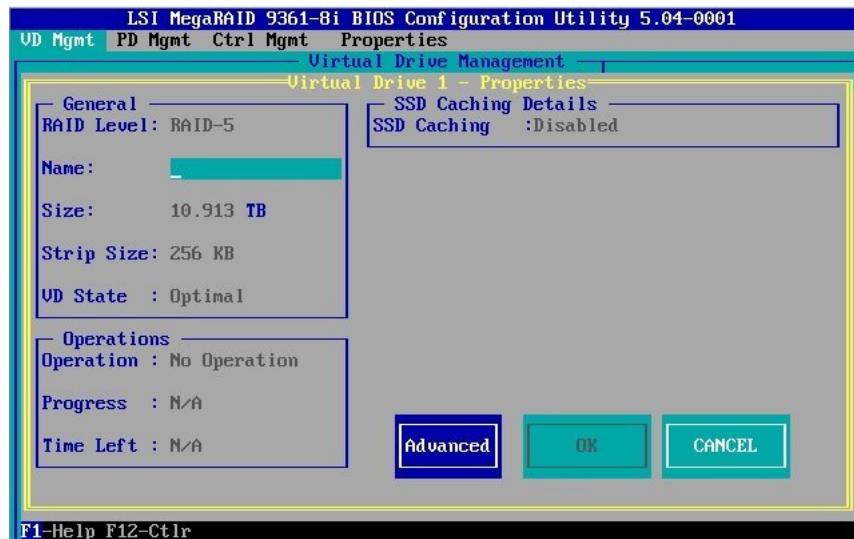 LSI MegaRAID 9361-8i BIOS Configuration Utility 5.04-0001
VD Mgmt PD Mgmt Ctrl Mgmt Properties
Virtual Drive Management
Virtual Drive 1 - Properties
General
RAID Level: RAID-5
Name:
Size: 10.913 TB
Strip Size: 256 KB
VD State : Optimal
SSD Caching Details
SSD Caching :Disabled
Operations
Operation : No Operation
Progress : N/A
Time Left : N/A
Advanced OK CANCEL
F1-Help F12-Ctlr